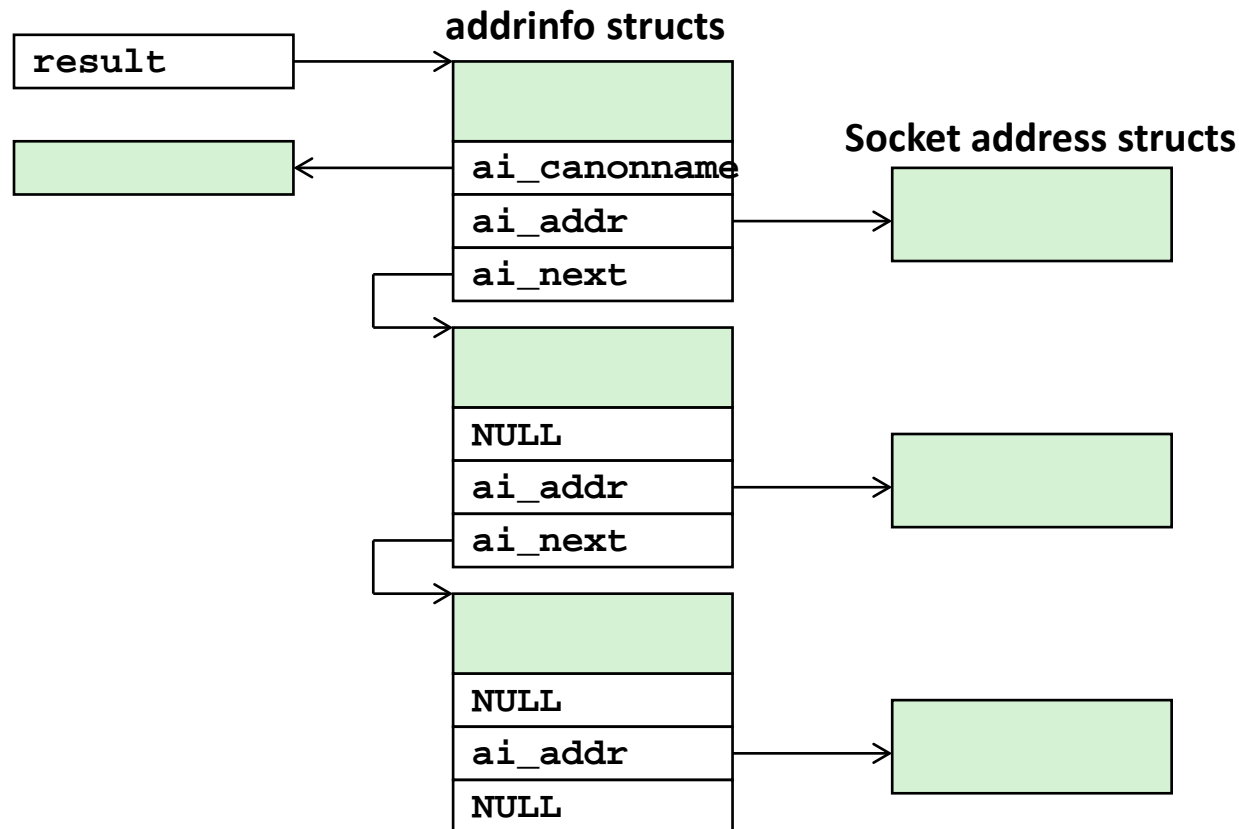 addrinfo structs
result
Socket address structs
ai_canonname
ai_addr
ai_next
NULL
ai_addr
ai_next
NULL
ai_addr
NULL